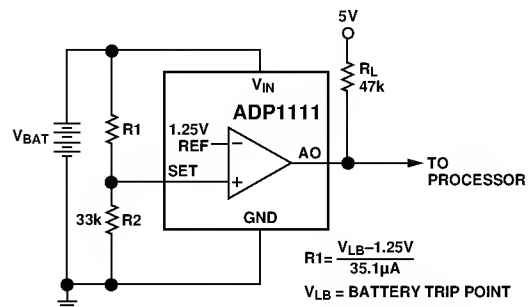 5V
RL
47k
VIN
ADP1111
VBAT
R1
1.25V
REF
−
AO
TO
PROCESSOR
SET
+
33k
R2
GND
R1= VLB−1.25V
35.1µA
VLB = BATTERY TRIP POINT